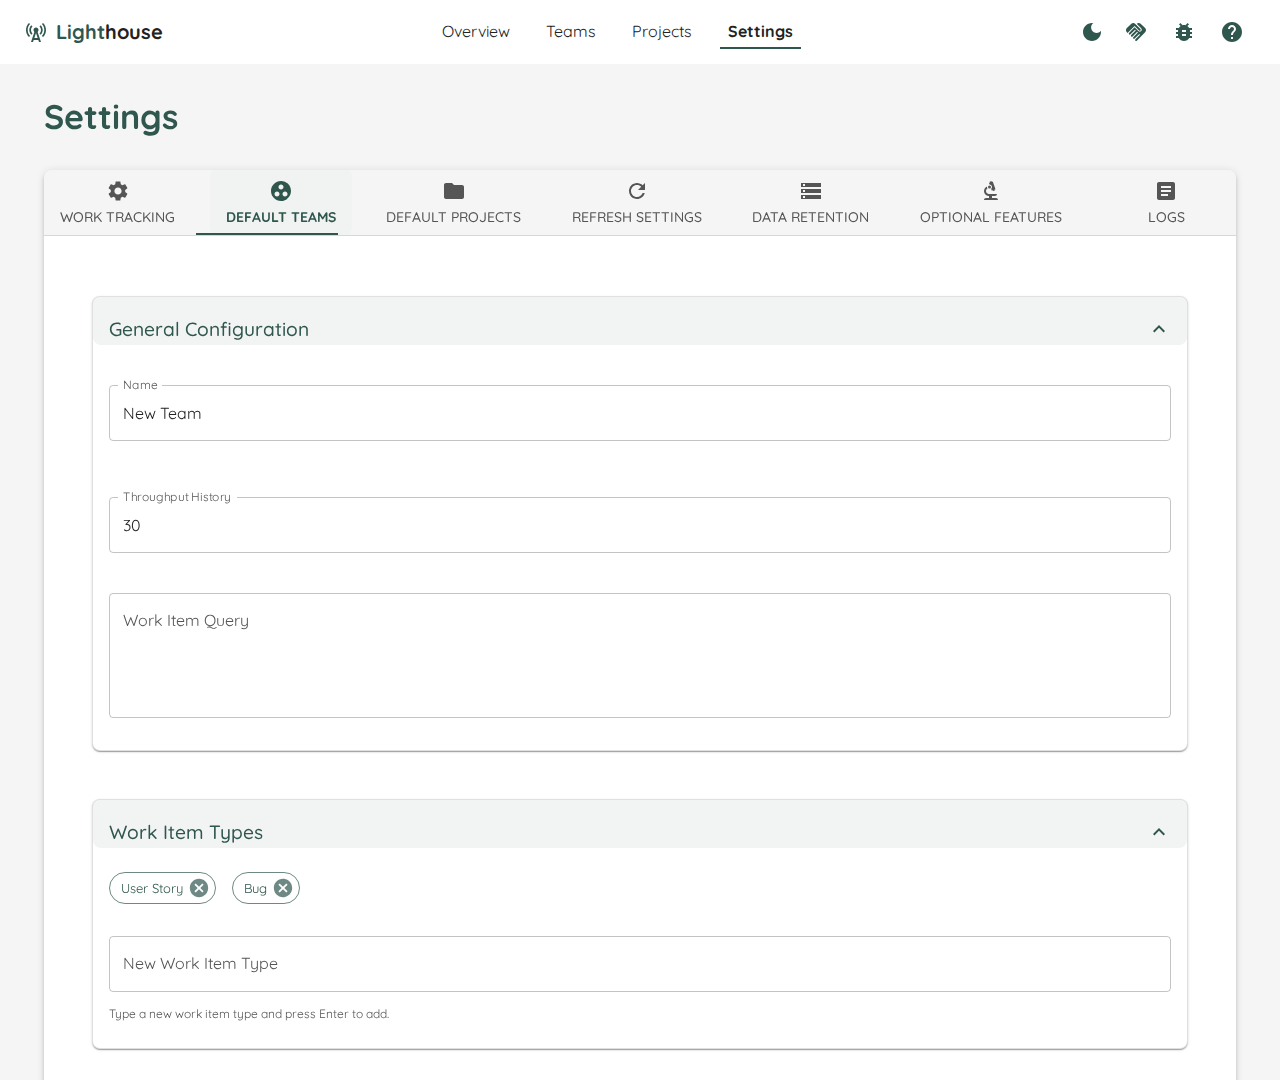 Lighthouse
Overview
Teams
Projects
Settings
Settings
WORK TRACKING
DEFAULT TEAMS
DEFAULT PROJECTS
REFRESH SETTINGS
DATA RETENTION
OPTIONAL FEATURES
LOGS
General Configuration
Name
New Team
Throughput History
30
Work Item Query
Work Item Types
User Story
Bug
New Work Item Type
Type a new work item type and press Enter to add.